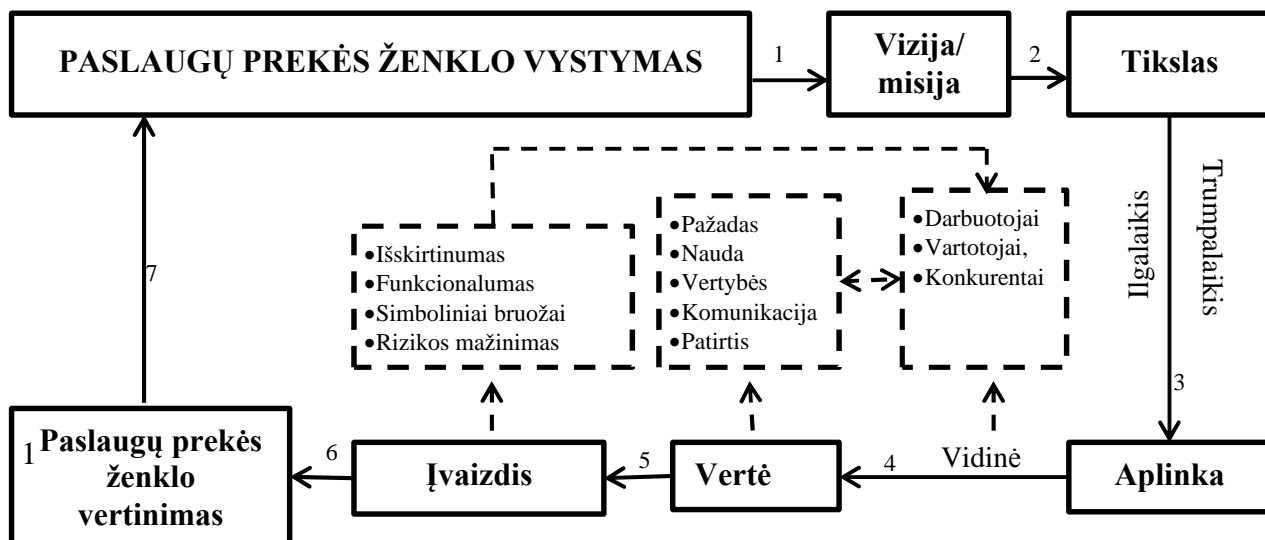 PASLAUGŲ PREKĖS ŽENKLO VYSTYMAS
1
Vizija/
misija
2
Tikslas
Ilgalaikis
Trumpalaikis
3
•Išskirtinumas
•Funkcionalumas
•Simboliniai bruožai
•Rizikos mažinimas
•Pažadas
•Nauda
•Vertybės
•Komunikacija
•Patirtis
•Darbuotojai
•Vartotojai,
•Konkurentai
7
1
Paslaugų prekės
ženklo
vertinimas
6
Įvaizdis
5
Vertė
4
Vidinė
Aplinka